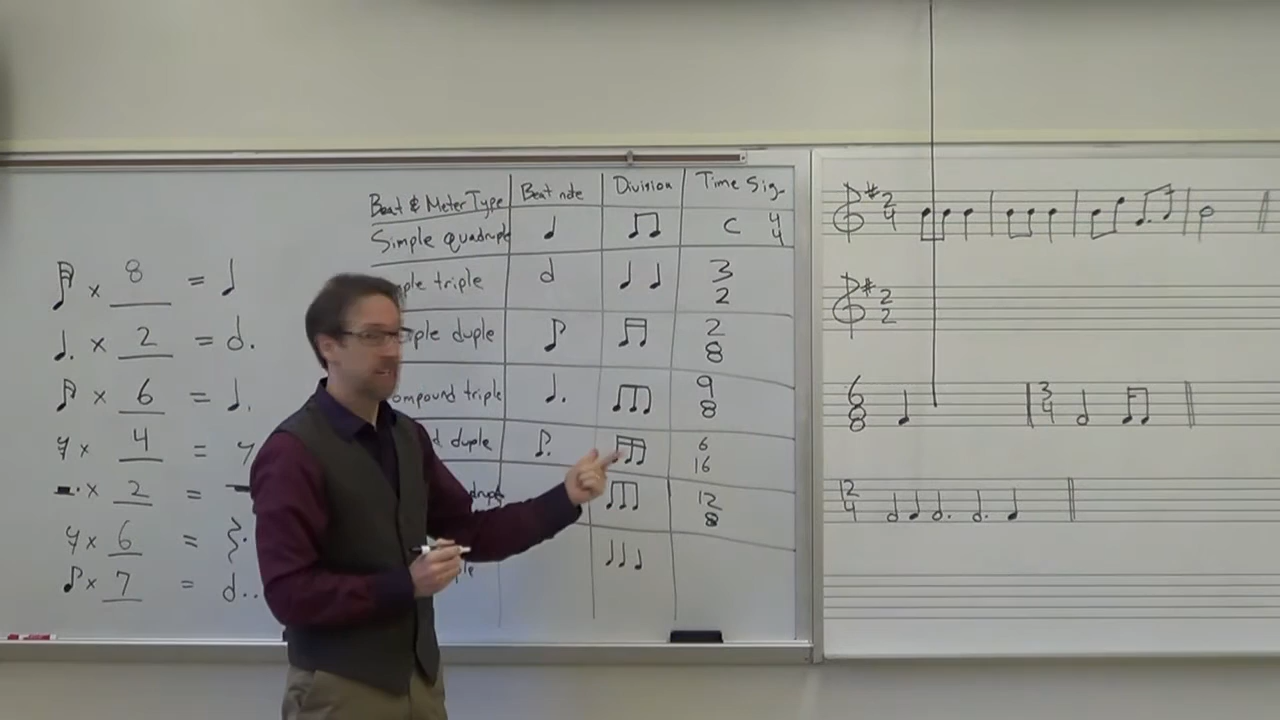 Beat & Meter Type Beat note Division Time Sig.
Simple quadruple C 4 4
ple triple 3 2
ple duple 2 8
ompound triple 9 8
d duple 6 16
12 8
ple
× 8 =
× 2 =
× 6 =
× 4 =
× 2 =
× 6 =
× 7 =
2 4
2 2
6 8 3 4
12 4